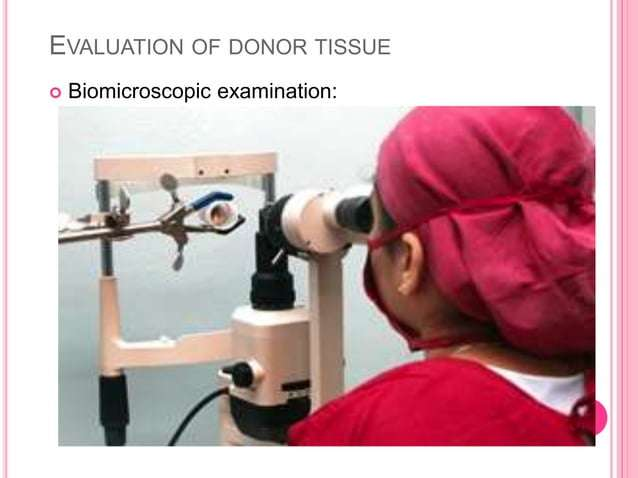 EVALUATION OF DONOR TISSUE
Biomicroscopic examination: